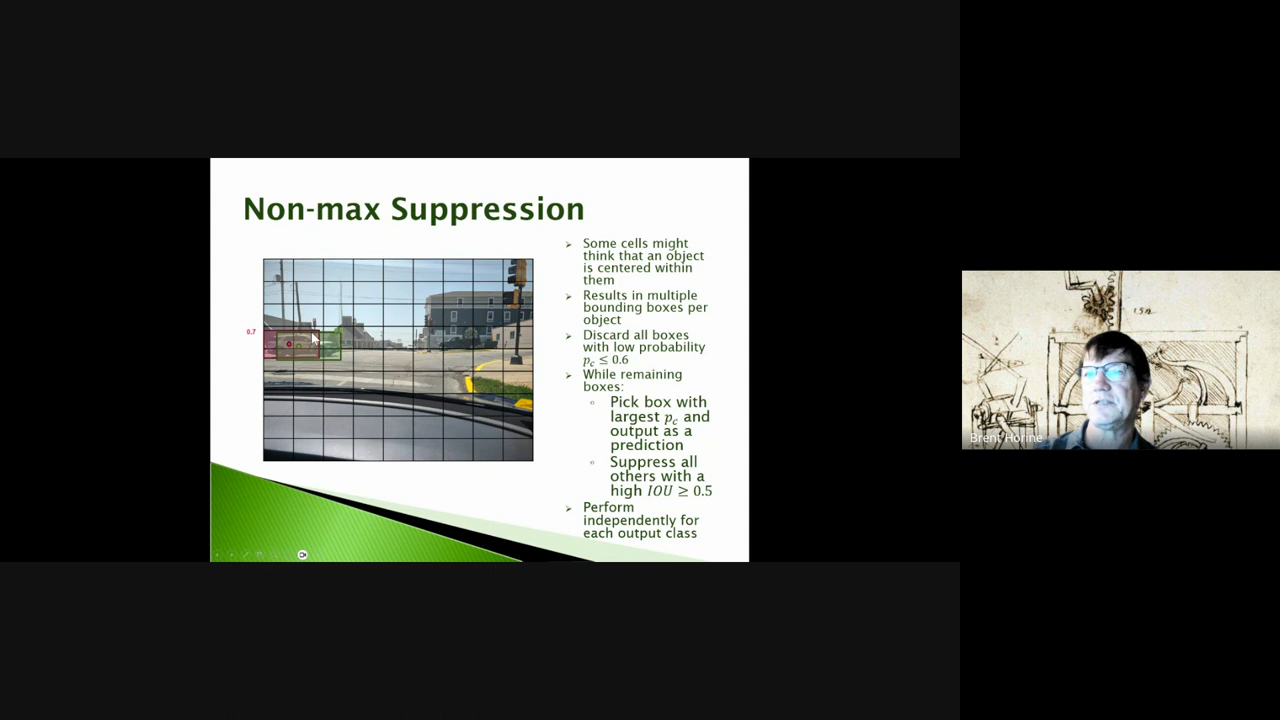 Non-max Suppression
0.7
Some cells might
think that an object
is centered within
them
Results in multiple
bounding boxes per
object
Discard all boxes
with low probability
p_c ≤ 0.6
While remaining
boxes:
Pick box with
largest p_c and
output as a
prediction
Suppress all
others with a
high IOU ≥ 0.5
Perform
independently for
each output class
Brent Horine